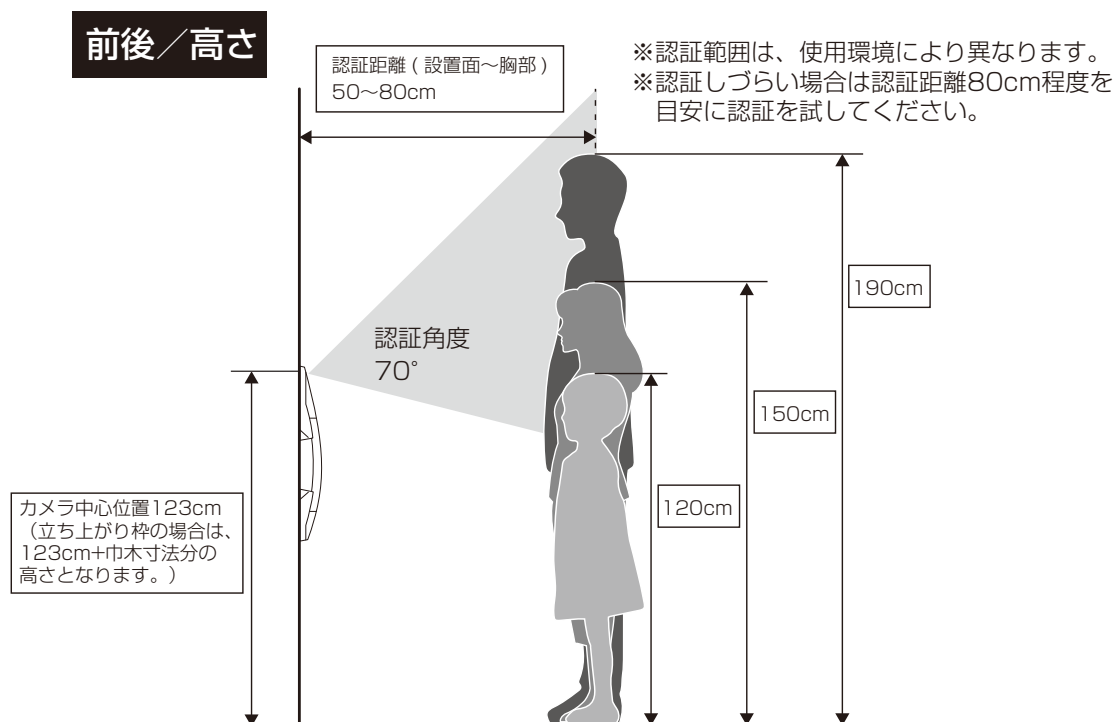 前後／高さ
認証距離 ( 設置面～胸部 )
50～80cm
※認証範囲は、使用環境により異なります。
※認証しづらい場合は認証距離80cm程度を
目安に認証を試してください。
190cm
認証角度
70°
150cm
カメラ中心位置123cm
（立ち上がり枠の場合は、
123cm+巾木寸法分の
高さとなります。）
120cm